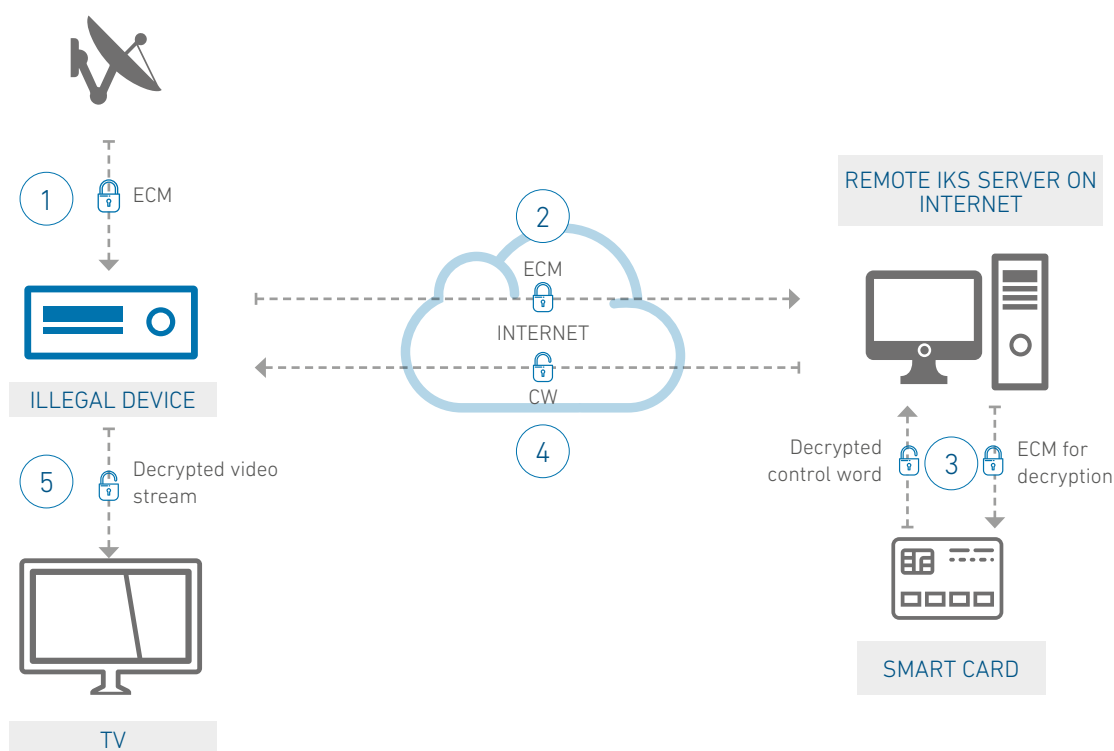 1
ECM
ILLEGAL DEVICE
5
Decrypted video
stream
TV
2
ECM
INTERNET
CW
4
REMOTE IKS SERVER ON
INTERNET
Decrypted
control word
3
ECM for
decryption
SMART CARD